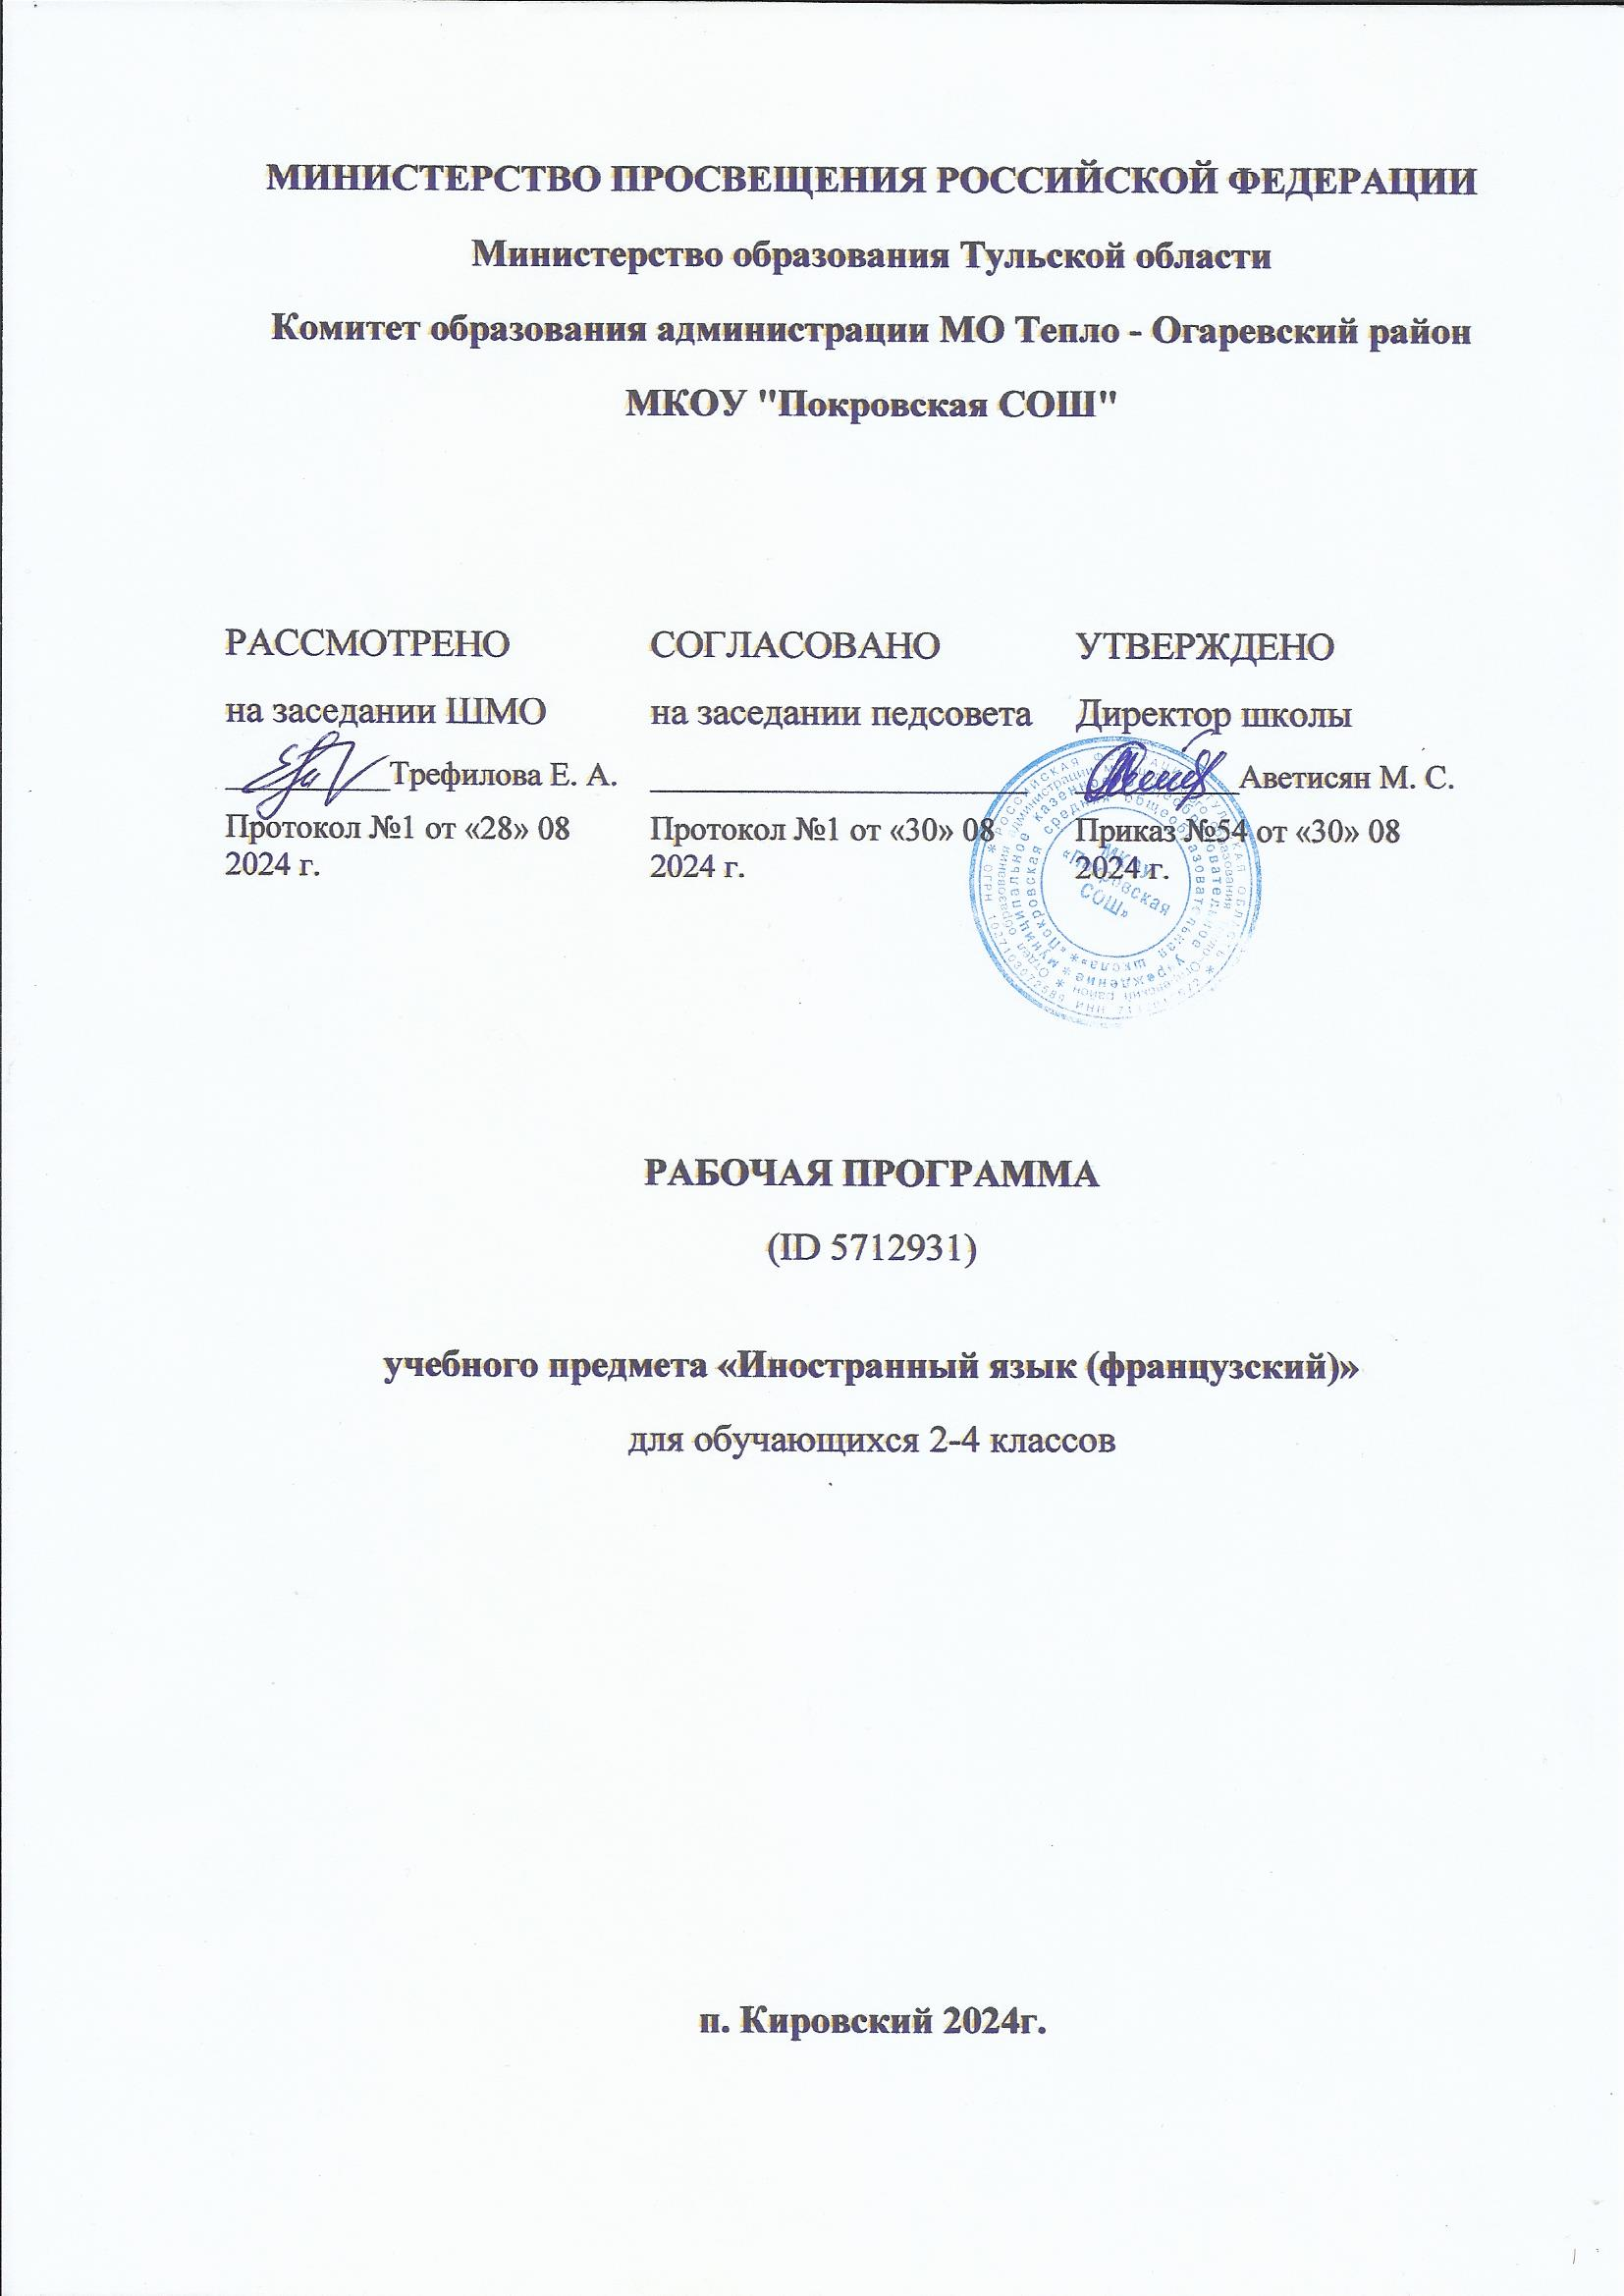 МИНИСТЕРСТВО ПРОСВЕЩЕНИЯ РОССИЙСКОЙ ФЕДЕРАЦИИ
Министерство образования Тульской области
Комитет образования администрации МО Тепло - Огаревский район
МКОУ "Покровская СОШ"
РАССМОТРЕНО
на заседании ШМО
Трефилова Е. А.
Протокол №1 от «28» 08
2024 г.
СОГЛАСОВАНО
на заседании педсовета
Протокол №1 от «30» 08
2024 г.
УТВЕРЖДЕНО
Директор школы
Аветисян М. С.
Приказ №54 от «30» 08
2024 г.
МКОУ
«Покровская
СОШ»
РАБОЧАЯ ПРОГРАММА
(ID 5712931)
учебного предмета «Иностранный язык (французский)»
для обучающихся 2-4 классов
п. Кировский 2024г.